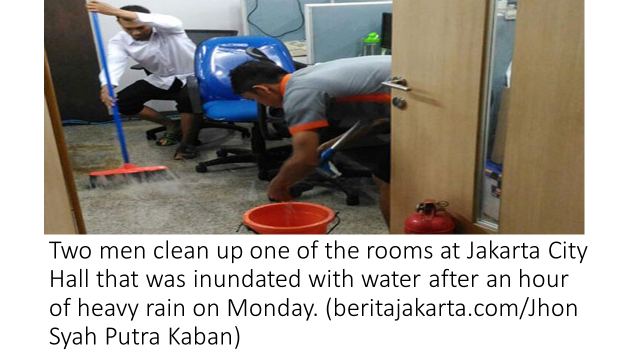 Two men clean up one of the rooms at Jakarta City
Hall that was inundated with water after an hour
of heavy rain on Monday. (beritajakarta.com/Jhon
Syah Putra Kaban)